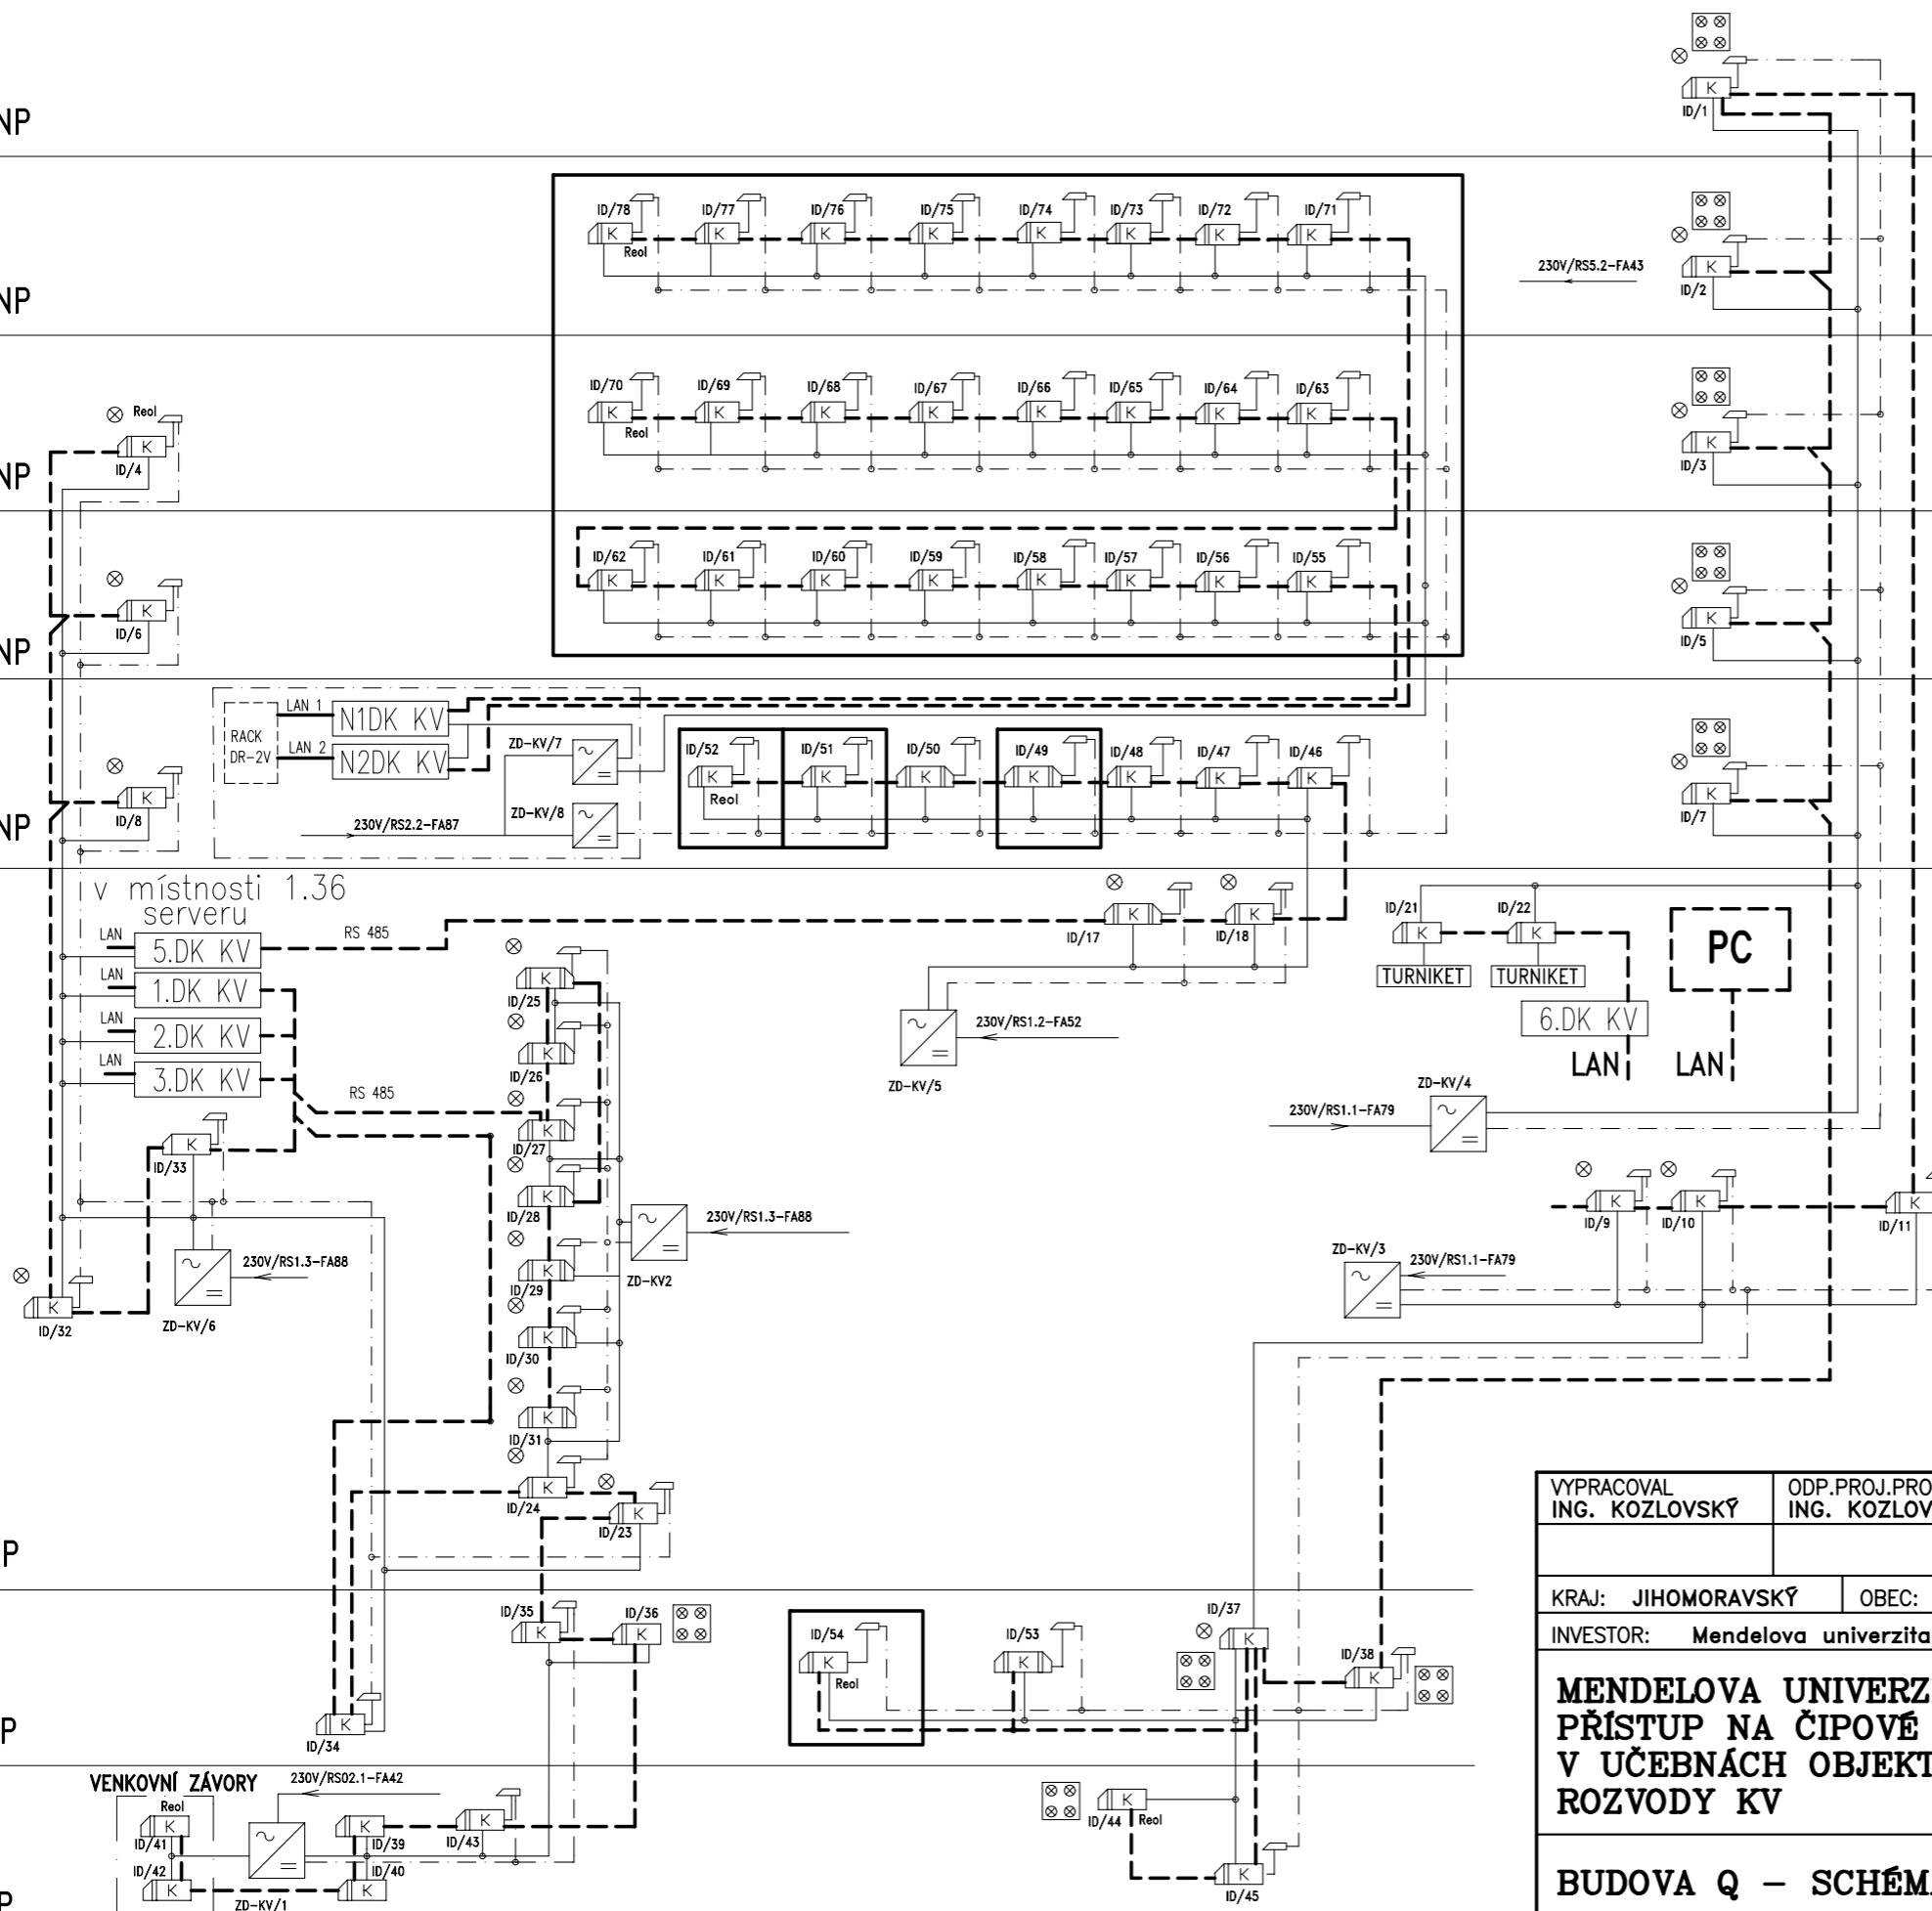 K
ID/1
NP
ID/78 ID/77 ID/76 ID/75 ID/74 ID/73 ID/72 ID/71
K K K K K K K K
Reol
230V/RS5.2-FA43
K
ID/2
NP
ID/70 ID/69 ID/68 ID/67 ID/66 ID/65 ID/64 ID/63
K K K K K K K K
Reol
Reol
K
ID/4
K
ID/3
NP
ID/62 ID/61 ID/60 ID/59 ID/58 ID/57 ID/56 ID/55
K K K K K K K K
K
ID/6
K
ID/5
NP
RACK
DR-2V
LAN 1
N1DK KV
LAN 2
N2DK KV
ZD-KV/7
ZD-KV/8
230V/RS2.2-FA87
ID/52 ID/51 ID/50 ID/49 ID/48 ID/47 ID/46
K K K K K K K
Reol
K
ID/8
K
ID/7
NP
v místnosti 1.36
serveru
LAN
5.DK KV
RS 485
LAN
1.DK KV
LAN
2.DK KV
LAN
3.DK KV
RS 485
K
ID/17
K
ID/18
ID/21
K
TURNIKET
ID/22
K
TURNIKET
PC
6.DK KV
LAN
LAN
K
ID/25
K
ID/26
K
ID/27
K
ID/28
K
ID/29
K
ID/30
K
ID/31
K
ID/24
K
ID/23
230V/RS1.2-FA52
ZD-KV/5
ZD-KV/4
230V/RS1.1-FA79
K
ID/33
230V/RS1.3-FA88
ZD-KV2
230V/RS1.3-FA88
ZD-KV/6
K
ID/32
K
ID/9
K
ID/10
K
ID/11
ZD-KV/3
230V/RS1.1-FA79
P
ID/35
K
ID/36
K
K
ID/34
ID/54
K
Reol
ID/53
K
ID/37
K
ID/38
K
P
VENKOVNÍ ZÁVORY
230V/RS02.1-FA42
Reol
K
ID/41
ID/42
K
ZD-KV/1
K
ID/39
ID/40
K
K
ID/43
K
ID/44
Reol
K
ID/45
P
VYPRACOVAL
ING. KOZLOVSKÝ
ODP.PROJ.PRO
ING. KOZLOV
KRAJ: JIHOMORAVSKÝ
OBEC:
INVESTOR: Mendelova univerzita
MENDELOVA UNIVERZ
PŘÍSTUP NA ČIPOVÉ
V UČEBNÁCH OBJEKT
ROZVODY KV
BUDOVA Q – SCHÉMA